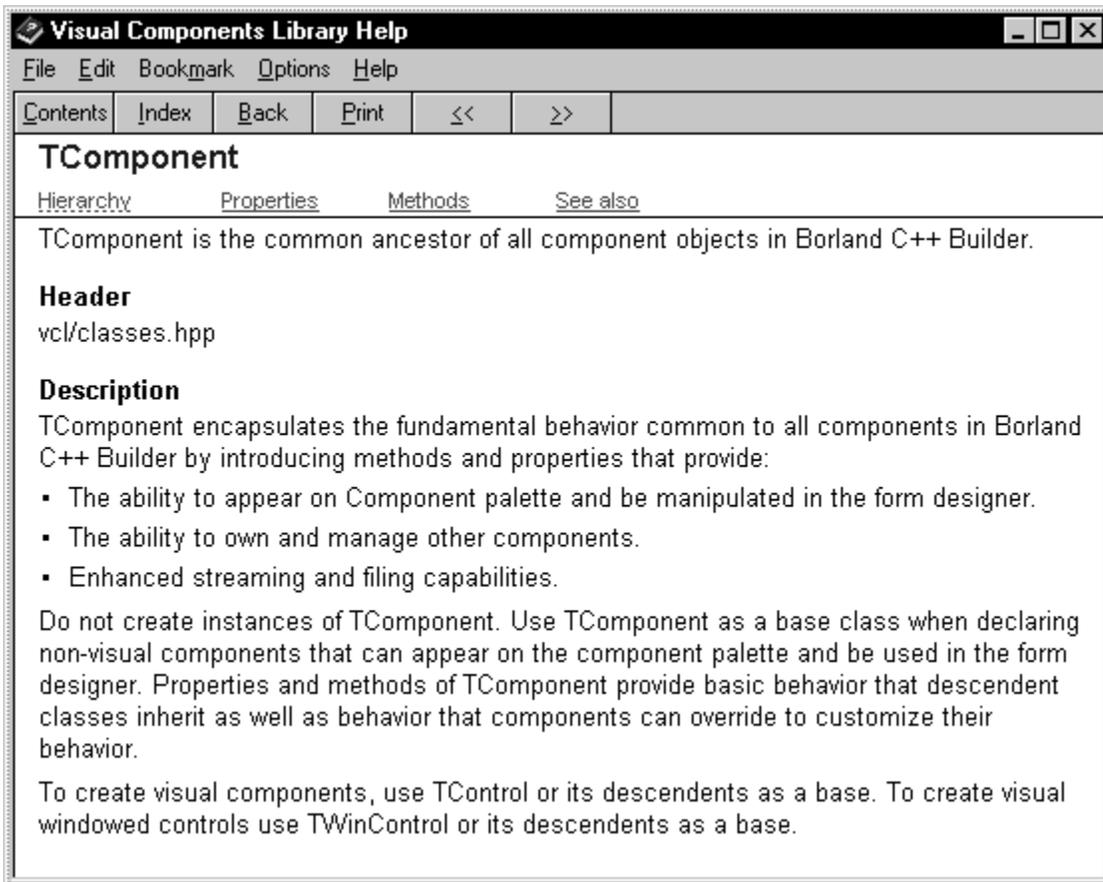 Visual Components Library Help
File Edit Bookmark Options Help
Contents Index Back Print << >>
TComponent
Hierarchy Properties Methods See also
TComponent is the common ancestor of all component objects in Borland C++ Builder.
Header
vcl/classes.hpp
Description
TComponent encapsulates the fundamental behavior common to all components in Borland
C++ Builder by introducing methods and properties that provide:
▪ The ability to appear on Component palette and be manipulated in the form designer.
▪ The ability to own and manage other components.
▪ Enhanced streaming and filing capabilities.
Do not create instances of TComponent. Use TComponent as a base class when declaring
non-visual components that can appear on the component palette and be used in the form
designer. Properties and methods of TComponent provide basic behavior that descendent
classes inherit as well as behavior that components can override to customize their
behavior.
To create visual components, use TControl or its descendents as a base. To create visual
windowed controls use TWinControl or its descendents as a base.